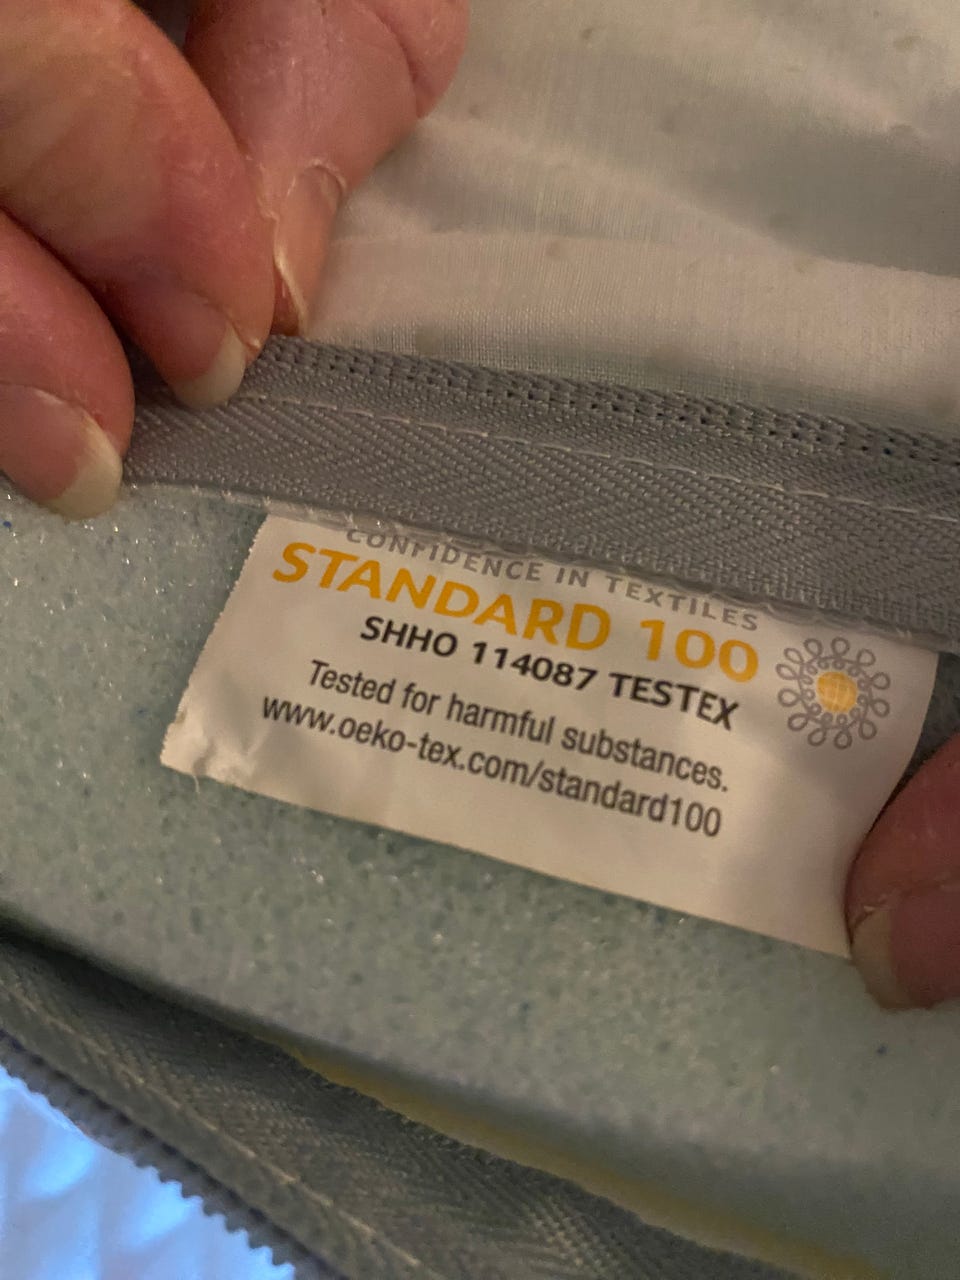 CONFIDENCE IN TEXTILES
STANDARD 100
SHHO 114087 TESTEX
Tested for harmful substances.
www.oeko-tex.com/standard100